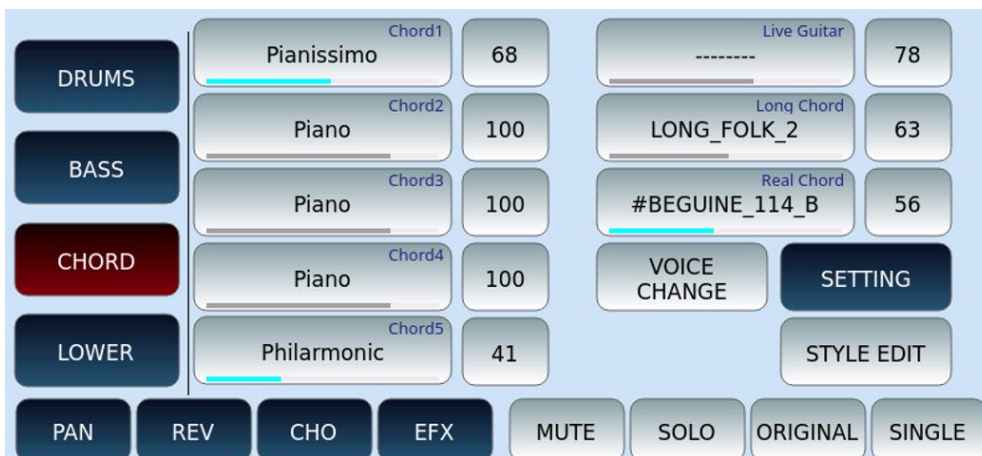 DRUMS
BASS
CHORD
LOWER
Chord1
Pianissimo
68
Chord2
Piano
100
Chord3
Piano
100
Chord4
Piano
100
Chord5
Philarmonic
41
Live Guitar
--------
78
Long Chord
LONG_FOLK_2
63
Real Chord
#BEGUINE_114_B
56
VOICE
CHANGE
SETTING
STYLE EDIT
PAN
REV
CHO
EFX
MUTE
SOLO
ORIGINAL
SINGLE